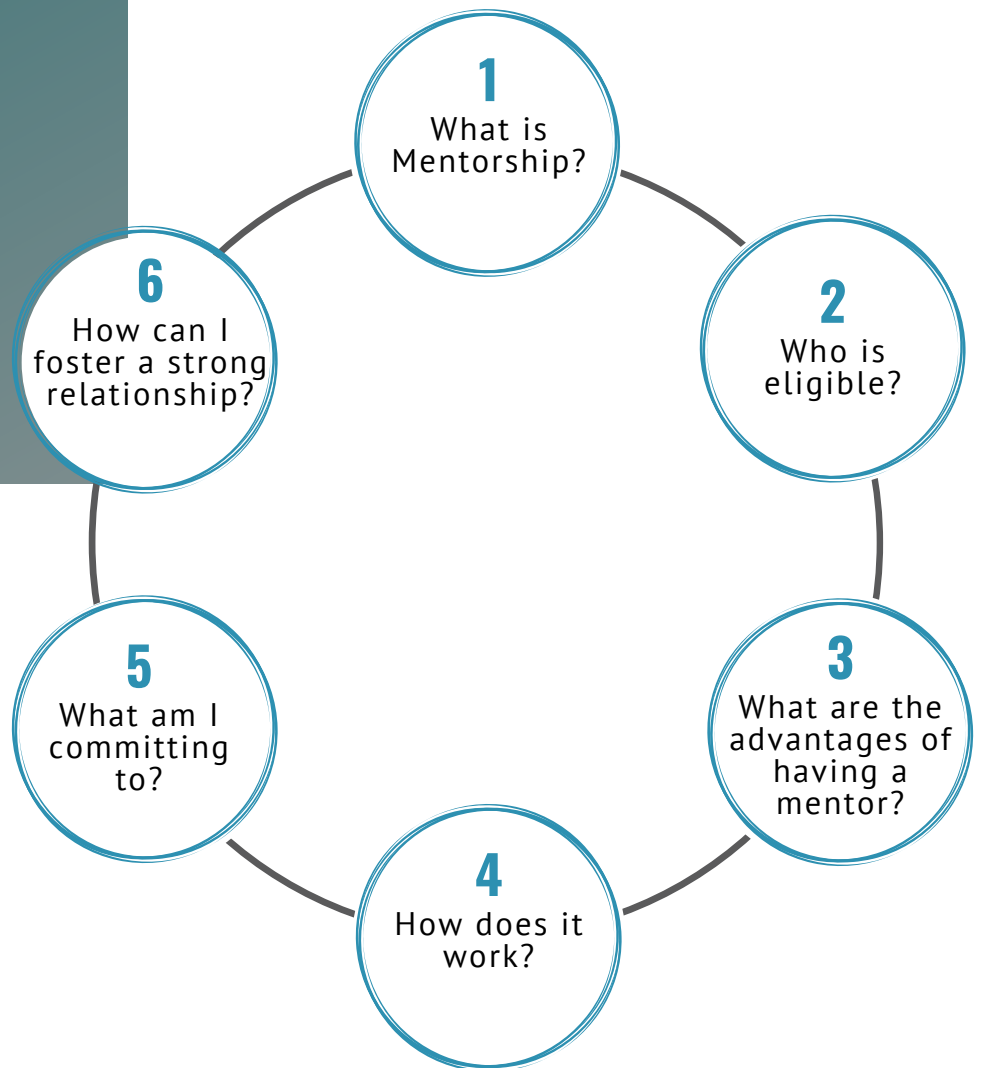 1
What is
Mentorship?
2
Who is
eligible?
3
What are the
advantages of
having a
mentor?
4
How does it
work?
5
What am I
committing
to?
6
How can I
foster a strong
relationship?